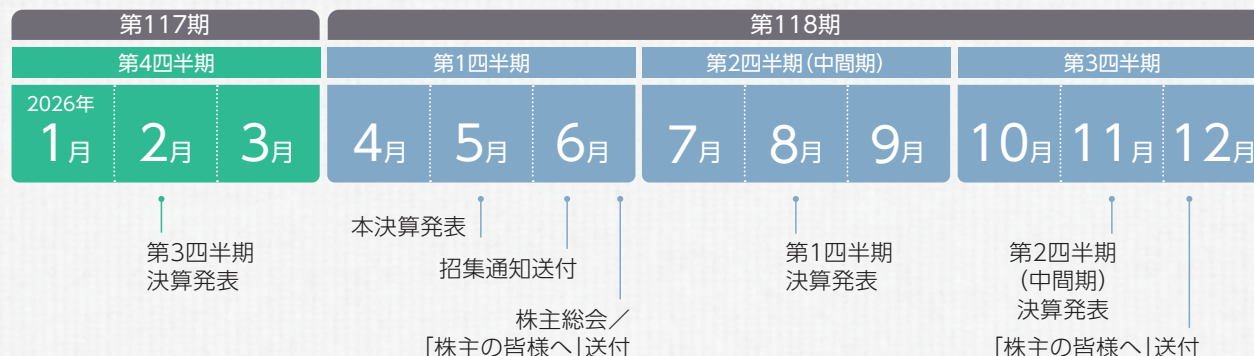 第117期
第118期
第4四半期
第1四半期
第2四半期(中間期)
第3四半期
2026年
1月 2月 3月 4月 5月 6月 7月 8月 9月 10月 11月 12月
第3四半期
決算発表
本決算発表
招集通知送付
株主総会／
「株主の皆様へ」送付
第1四半期
決算発表
第2四半期
(中間期)
決算発表
「株主の皆様へ」送付